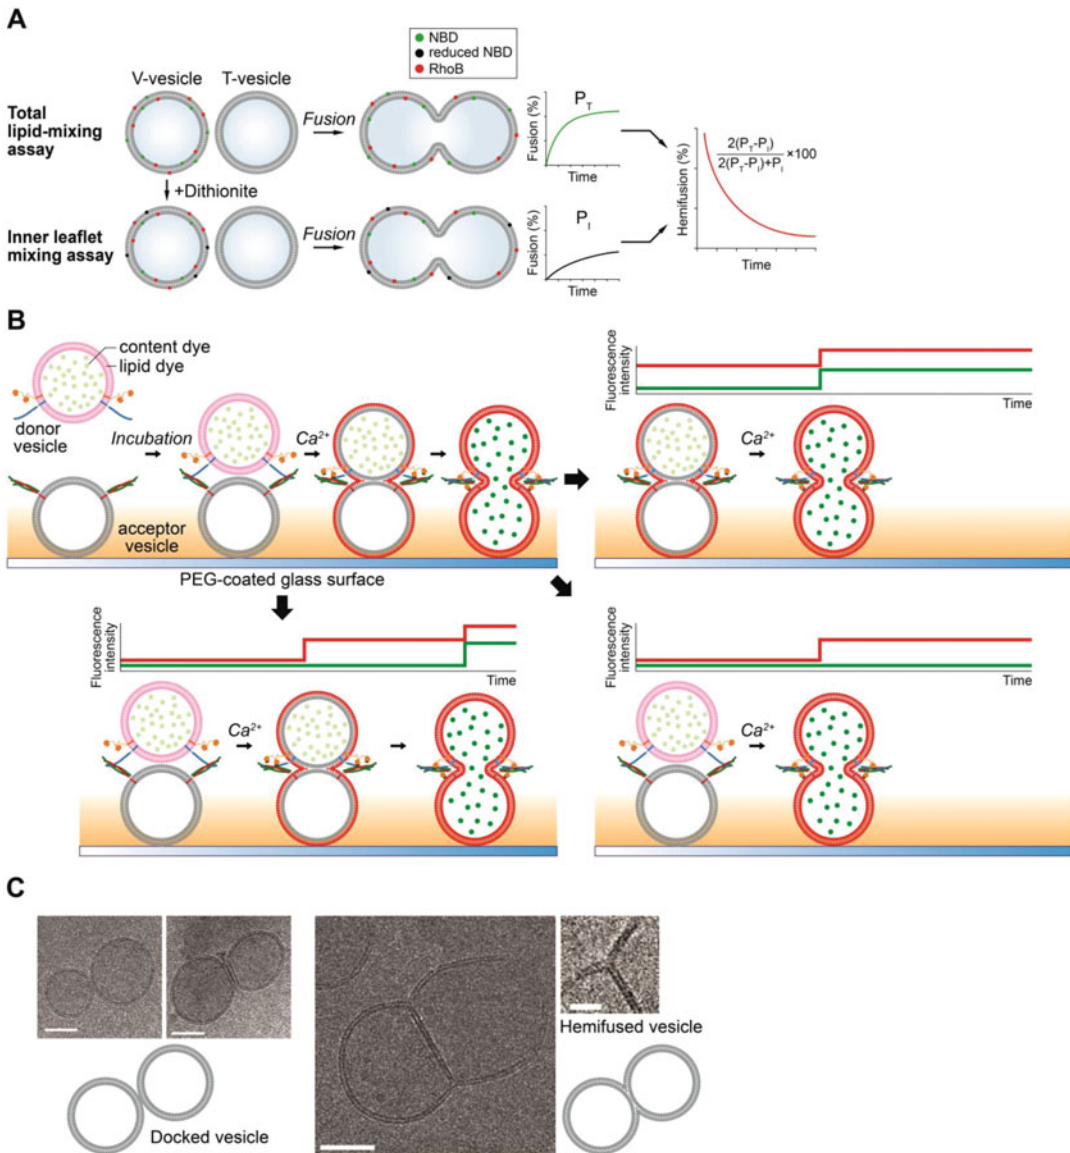 A
NBD
reduced NBD
RhoB
V-vesicle T-vesicle
Total
lipid-mixing
assay
Fusion
Fusion (%)
P_T
Time
+Dithionite
Inner leaflet
mixing assay
Fusion
Fusion (%)
P_I
Time
Hemifusion (%)
2(P_T-P_I)
2(P_T-P_I)+P_I
×100
Time
B
content dye
lipid dye
donor
vesicle
Incubation
Ca²⁺
acceptor
vesicle
PEG-coated glass surface
Fluorescence
intensity
Time
Ca²⁺
Fluorescence
intensity
Time
Ca²⁺
Fluorescence
intensity
Time
Ca²⁺
C
Docked vesicle
Hemifused vesicle